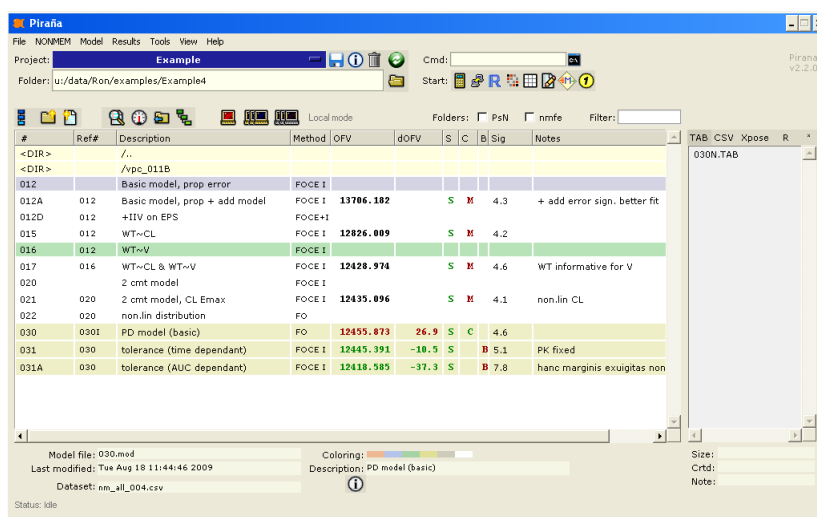 Piraña
File NONMEM Model Results Tools View Help
Project: Example Cmd: Piraña
Folder: u:/data/Ron/examples/Example4 Start: R v2.2.0
Local mode Folders: PsN nmfe Filter:
# Ref# Description Method OFV dOFV S C B Sig Notes TAB CSV Xpose R *
<DIR> /.. 030N.TAB
<DIR> /vpc_011B
012 Basic model, prop error FOCE I
012A 012 Basic model, prop + add model FOCE I 13706.182 S M 4.3 + add error sign. better fit
012D 012 +IIV on EPS FOCE+I
015 012 WT~CL FOCE I 12826.009 S M 4.2
016 012 WT~V FOCE I
017 016 WT~CL & WT~V FOCE I 12428.974 S M 4.6 WT informative for V
020 2 cmt model FOCE I
021 020 2 cmt model, CL Emax FOCE I 12435.096 S M 4.1 non.lin CL
022 020 non.lin distribution FO
030 030I PD model (basic) FO 12455.873 26.9 S C 4.6
031 030 tolerance (time dependant) FOCE I 12445.391 -10.5 S B 5.1 PK fixed
031A 030 tolerance (AUC dependant) FOCE I 12418.585 -37.3 S B 7.8 hanc marginis exuigitas non
Model file: 030.mod Coloring: Size:
Last modified: Tue Aug 18 11:44:46 2009 Description: PD model (basic) Crtd:
Dataset: nm_all_004.csv Note:
Status: Idle